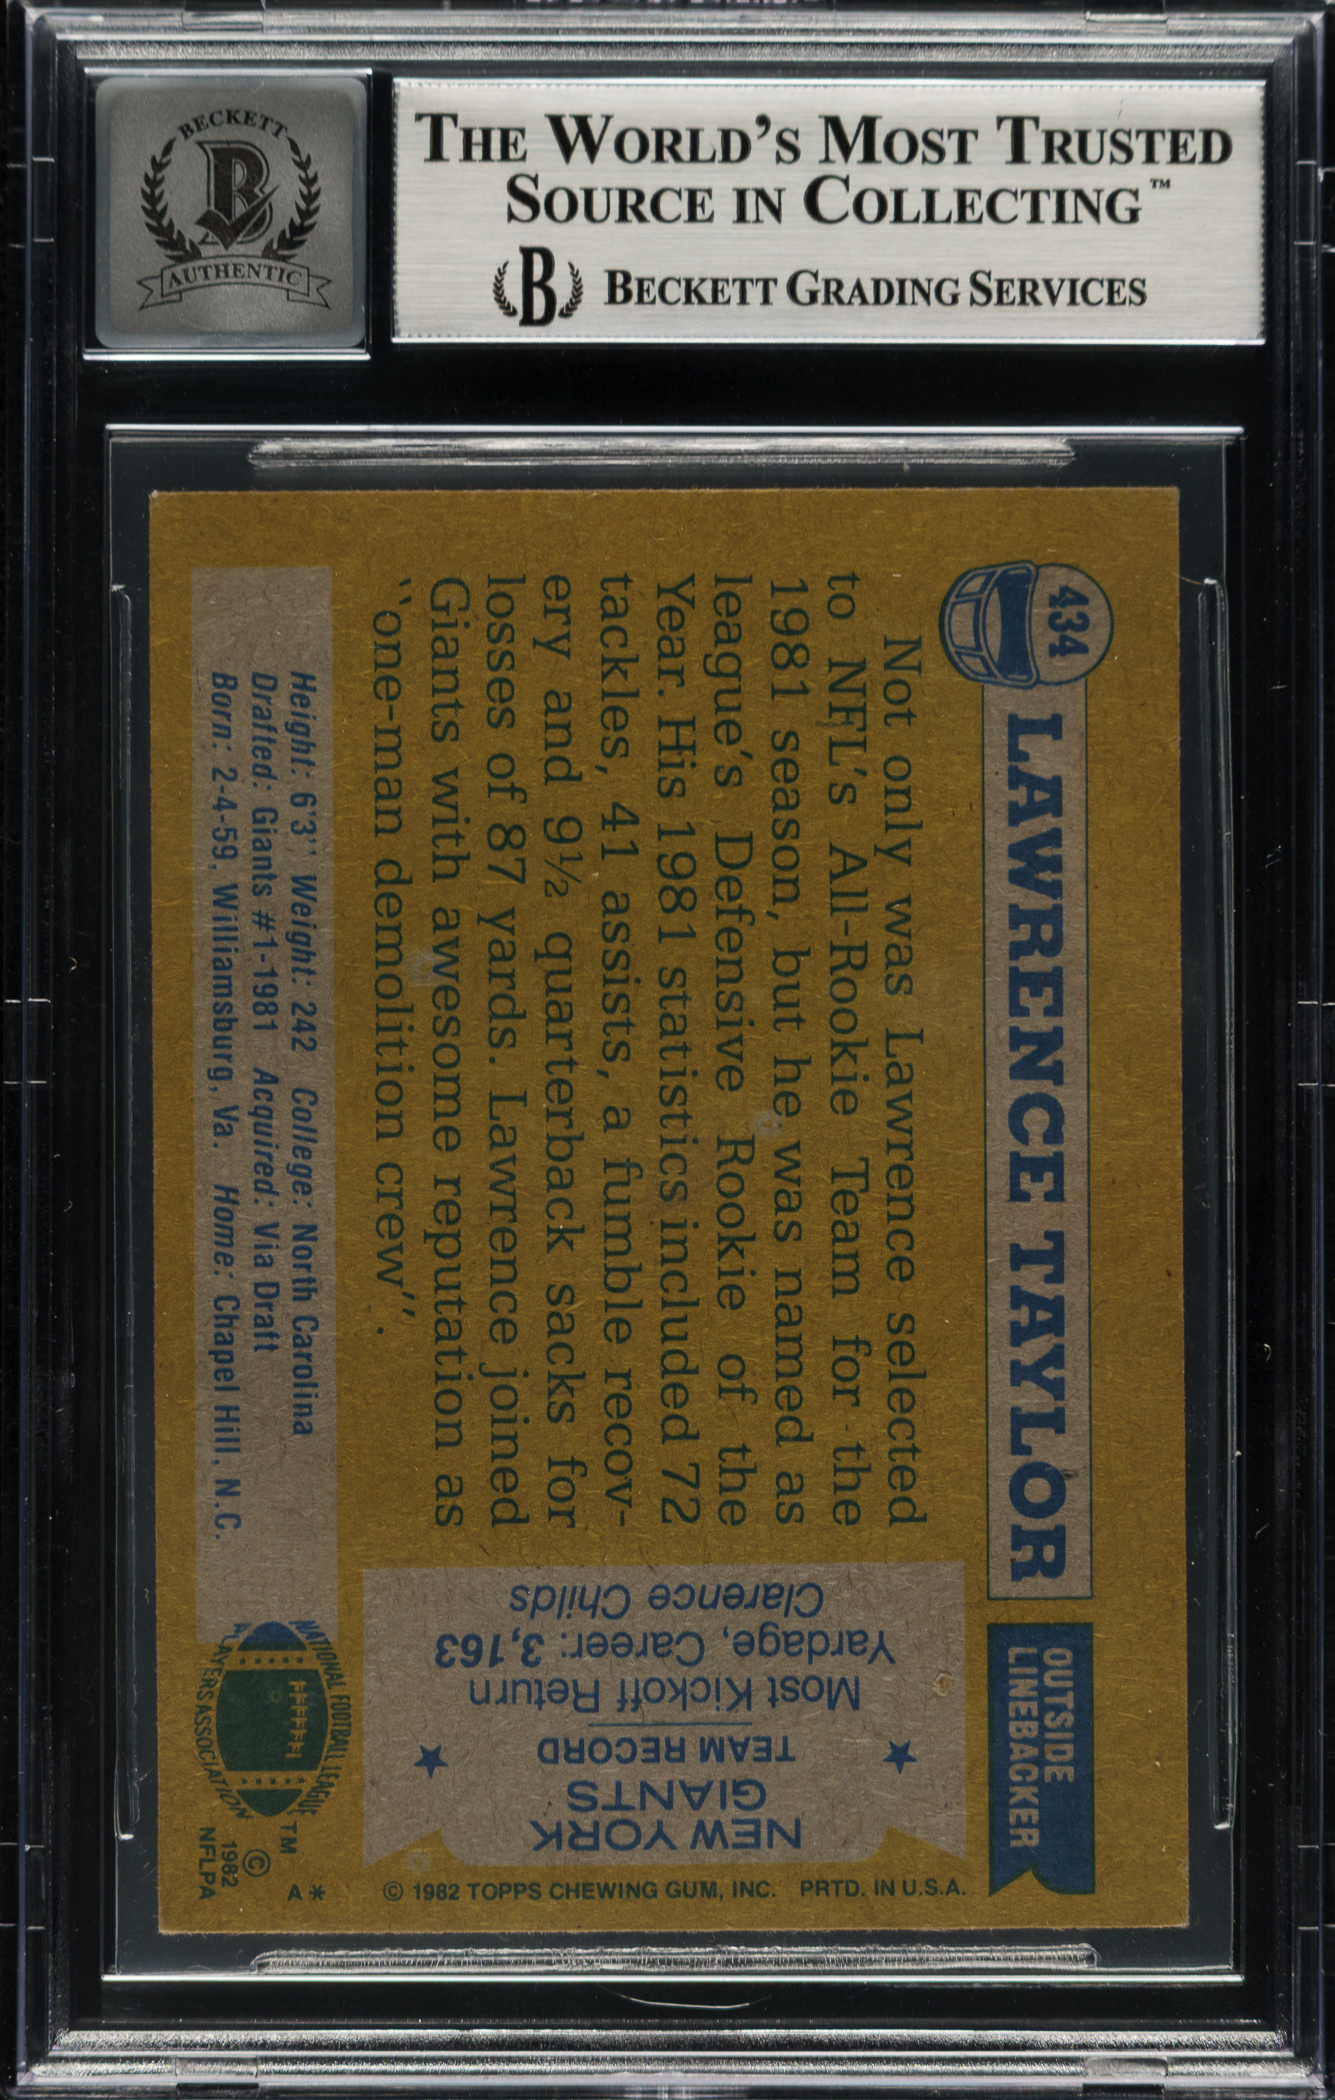 BECKETT
B
AUTHENTIC
THE WORLD'S MOST TRUSTED
SOURCE IN COLLECTING™
B BECKETT GRADING SERVICES
434
LAWRENCE TAYLOR
OUTSIDE
LINEBACKER
Not only was Lawrence selected
to NFL's All-Rookie Team for the
1981 season, but he was named as
league's Defensive Rookie of the
Year. His 1981 statistics included 72
tackles, 41 assists, a fumble recov-
ery and 9½ quarterback sacks for
losses of 87 yards. Lawrence joined
Giants with awesome reputation as
"one-man demolition crew".
Height: 6'3" Weight: 242 College: North Carolina
Drafted: Giants #1-1981 Acquired: Via Draft
Born: 2-4-59, Williamsburg, Va. Home: Chapel Hill, N.C.
NEW YORK
GIANTS
TEAM RECORD
Most Kickoff Return
Yardage, Career: 3,163
Clarence Childs
NATIONAL FOOTBALL LEAGUE
PLAYERS ASSOCIATION
TM
©
1982
NFLPA
A*
© 1982 TOPPS CHEWING GUM, INC. PRTD. IN U.S.A.